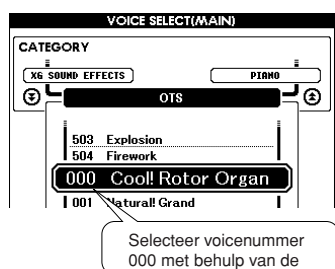 VOICE SELECT(MAIN)
CATEGORY
XG SOUND EFFECTS
PIANO
OTS
503 Explosion
504 Firework
000 Cool! Rotor Organ
001 Natural! Grand
Selecteer voicenummer
000 met behulp van de